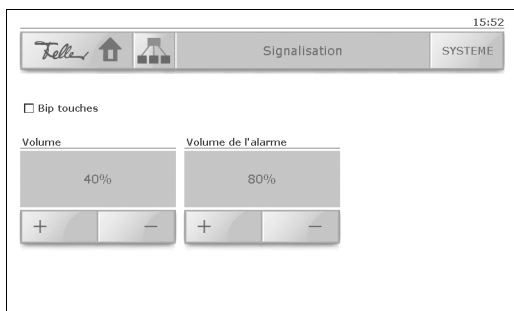 15:52
Feller Signalisation SYSTEME
Bip touches
Volume Volume de l'alarme
40% 80%
+ − + −